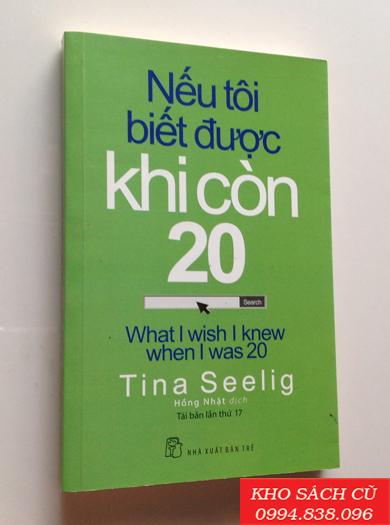 Nếu tôi
biết được
khi còn
20
Search
What I wish I knew
when I was 20
Tina Seelig
Hồng Nhật dịch
Tái bản lần thứ 17
NHÀ XUẤT BẢN TRẺ
KHO SÁCH CŨ
0994.838.096